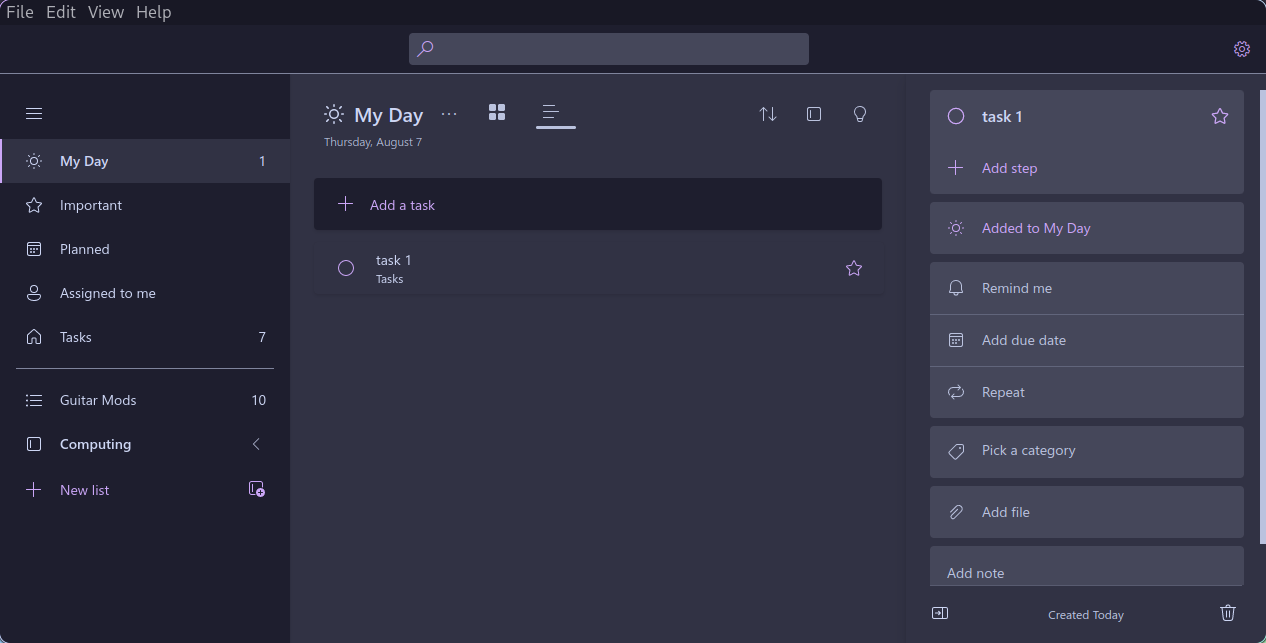 File Edit View Help
My Day 1
Important
Planned
Assigned to me
Tasks 7
Guitar Mods 10
Computing
New list
My Day
Thursday, August 7
Add a task
task 1
Tasks
task 1
Add step
Added to My Day
Remind me
Add due date
Repeat
Pick a category
Add file
Add note
Created Today